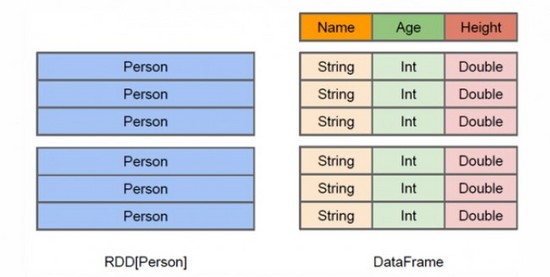 Name Age Height
Person String Int Double
Person String Int Double
Person String Int Double
Person String Int Double
Person String Int Double
Person String Int Double
RDD[Person] DataFrame